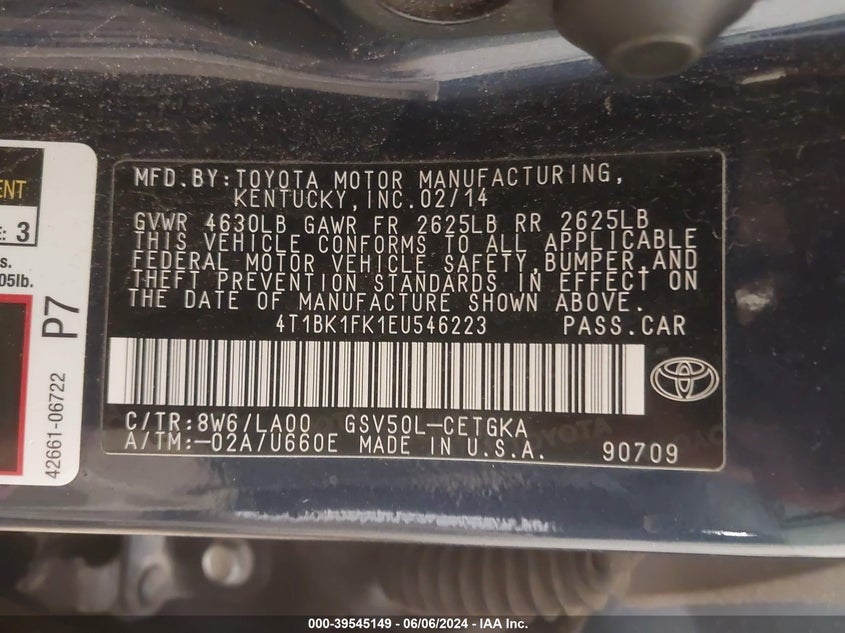 MFD.BY:TOYOTA MOTOR MANUFACTURING,
KENTUCKY,INC.02/14
GVWR 4630LB GAWR FR 2625LB RR 2625LB
THIS VEHICLE CONFORMS TO ALL APPLICABLE
FEDERAL MOTOR VEHICLE SAFETY,BUMPER,AND
THEFT PREVENTION STANDARDS IN EFFECT ON
THE DATE OF MANUFACTURE SHOWN ABOVE.
4T1BK1FK1EU546223 PASS.CAR
C/TR:8W6/LA00 GSV50L-CETGKA
A/TM:-02A/U660E MADE IN U.S.A. 90709
: 3
05lb.
P7
42661-06722
000-39545149 - 06/06/2024 - IAA Inc.